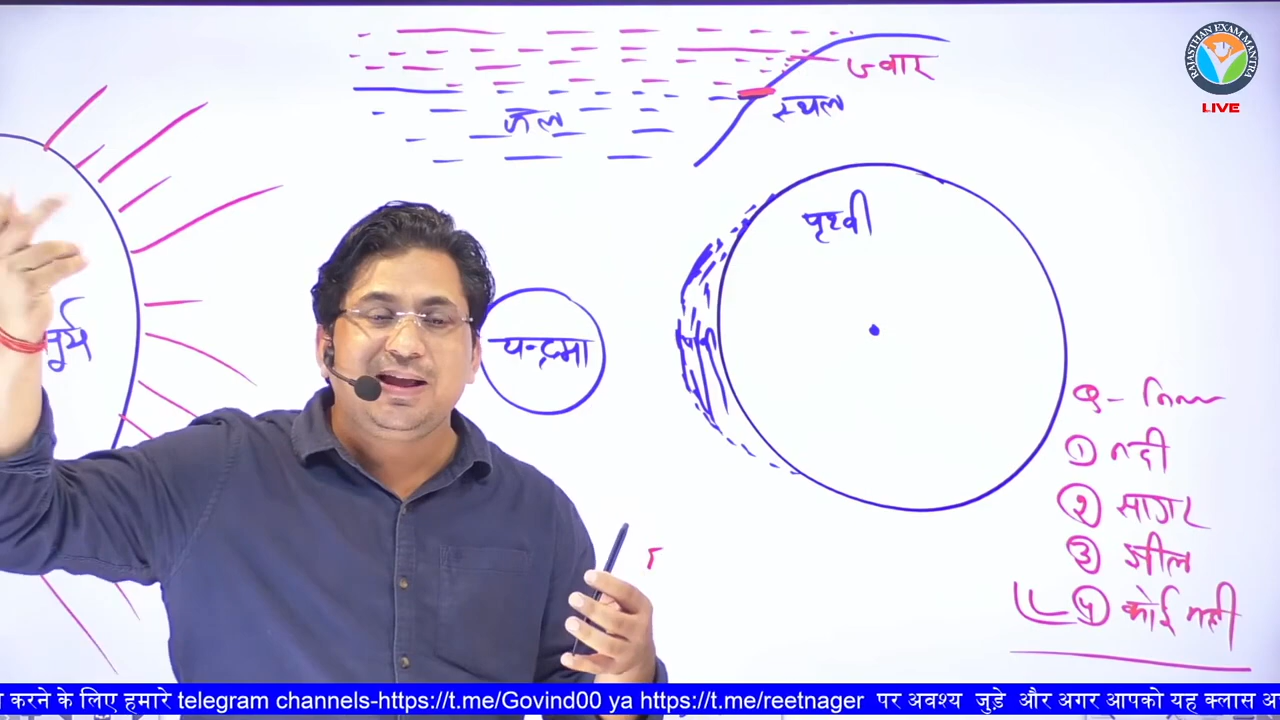 ज्वार
स्थल
जल
पृथ्वी
चन्द्रमा
RAJASTHAN EXAM MANTRA
LIVE
① नदी
② सागर
③ झील
④ कोई नहीं
करने के लिए हमारे telegram channels-https://t.me/Govind00 ya https://t.me/reetnager पर अवश्य जुड़े और अगर आपको यह क्लास